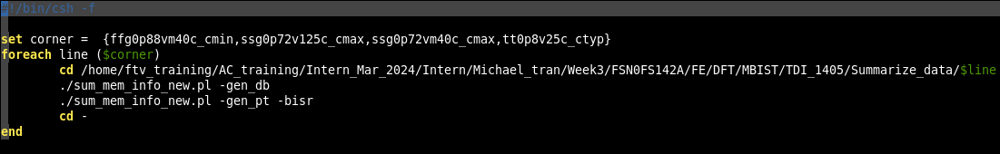 #!/bin/csh -f

set corner =  {ffg0p88vm40c_cmin,ssg0p72v125c_cmax,ssg0p72vm40c_cmax,tt0p8v25c_ctyp}
foreach line ($corner)
        cd /home/ftv_training/AC_training/Intern_Mar_2024/Intern/Michael_tran/Week3/FSN0FS142A/FE/DFT/MBIST/TDI_1405/Summarize_data/$line
        ./sum_mem_info_new.pl -gen_db
        ./sum_mem_info_new.pl -gen_pt -bisr
        cd -
end